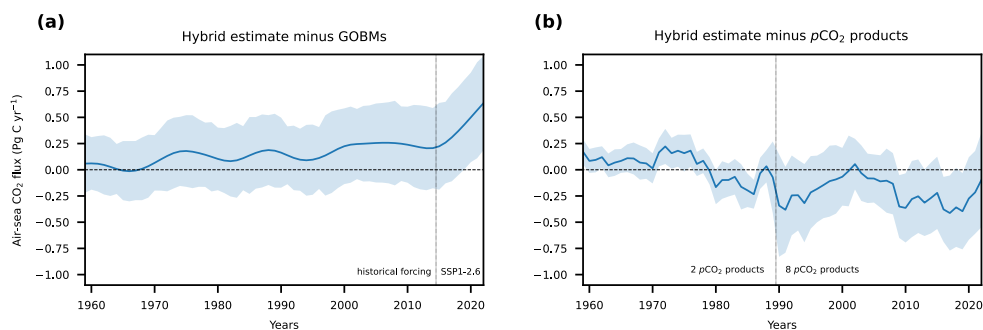 (a)
Hybrid estimate minus GOBMs
Air-sea CO₂ flux (Pg C yr⁻¹)
1.00
0.75
0.50
0.25
0.00
−0.25
−0.50
−0.75
−1.00
historical forcing
SSP1-2.6
1960 1970 1980 1990 2000 2010 2020
Years
(b)
Hybrid estimate minus pCO₂ products
1.00
0.75
0.50
0.25
0.00
−0.25
−0.50
−0.75
−1.00
2 pCO₂ products
8 pCO₂ products
1960 1970 1980 1990 2000 2010 2020
Years